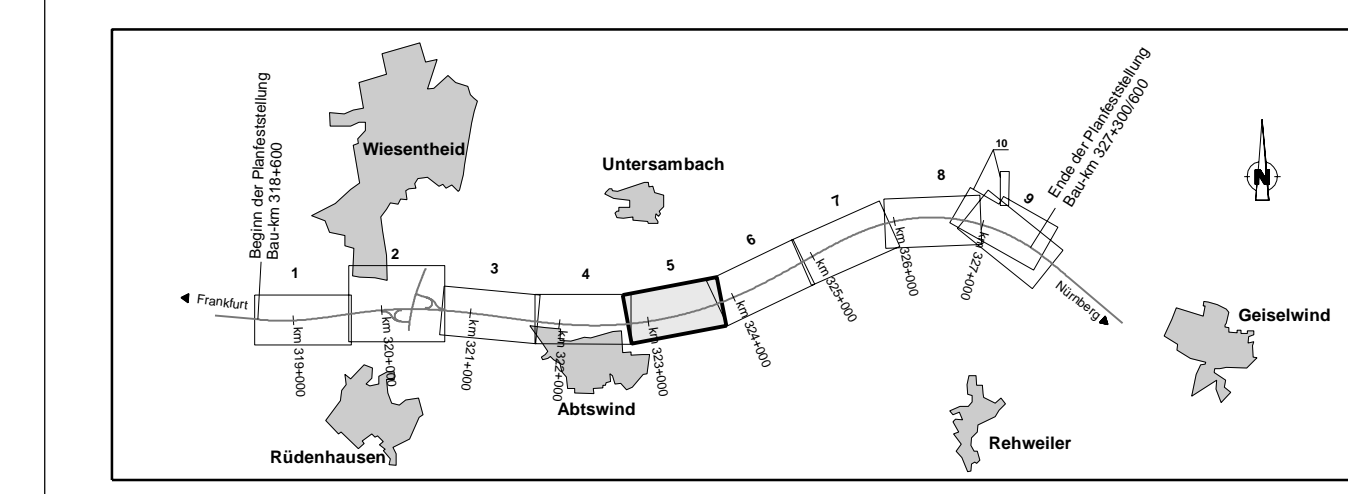 Beginn der Planfeststellung
Bau-km 318+600
Wiesentheid
Untersambach
Ende der Planfeststellung
Bau-km 327+300/600
N
1
2
3
4
5
6
7
8
9
10
Frankfurt
Nürnberg
km 319+000
km 320+000
km 321+000
km 322+000
km 323+000
km 324+000
km 325+000
km 326+000
km 327+000
Geiselwind
Abtswind
Rehweiler
Rüdenhausen